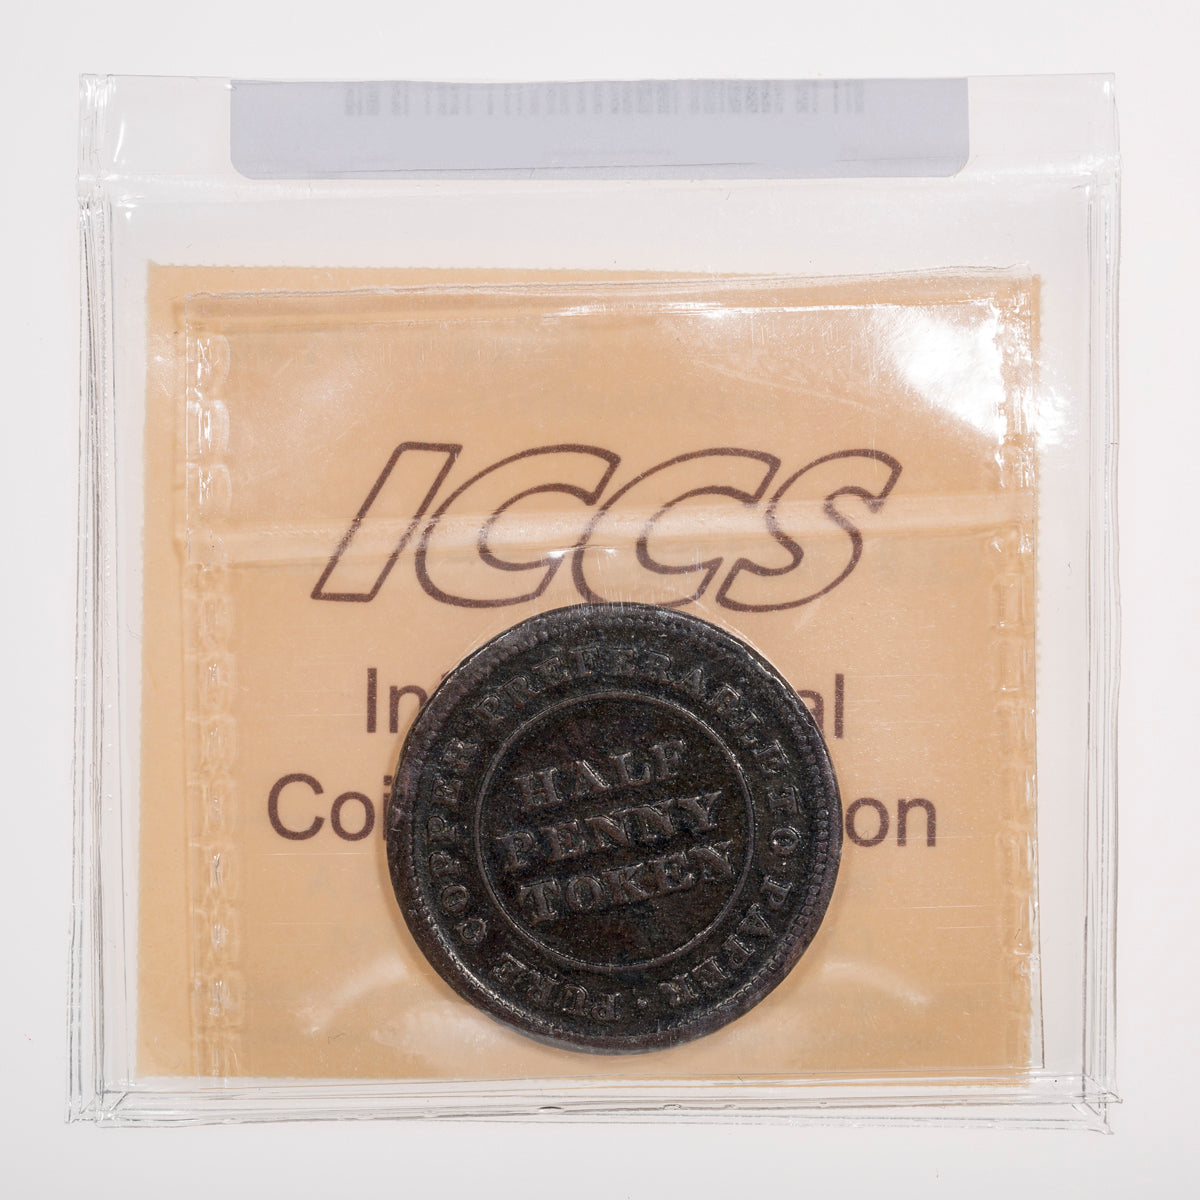 ICCS
In al
Coi on
PURE COPPER PREFERABLE TO PAPER ·
HALF
PENNY
TOKEN